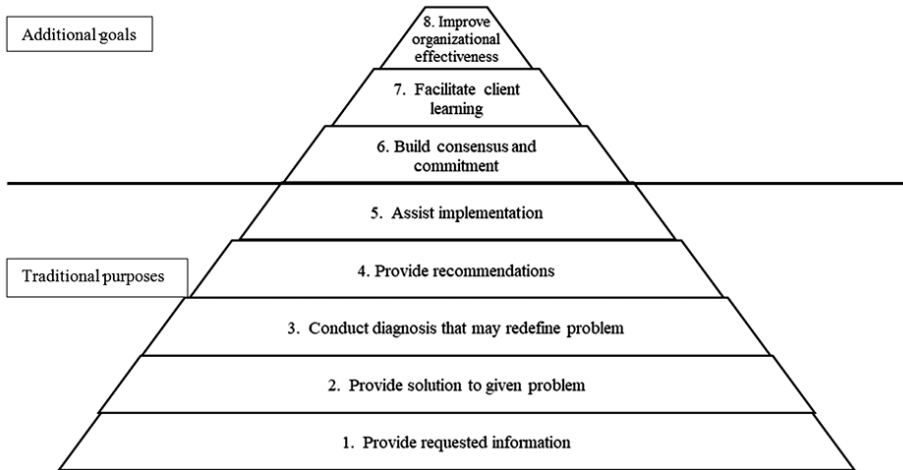 Additional goals
8. Improve
organizational
effectiveness
7. Facilitate client
learning
6. Build consensus and
commitment
5. Assist implementation
Traditional purposes
4. Provide recommendations
3. Conduct diagnosis that may redefine problem
2. Provide solution to given problem
1. Provide requested information